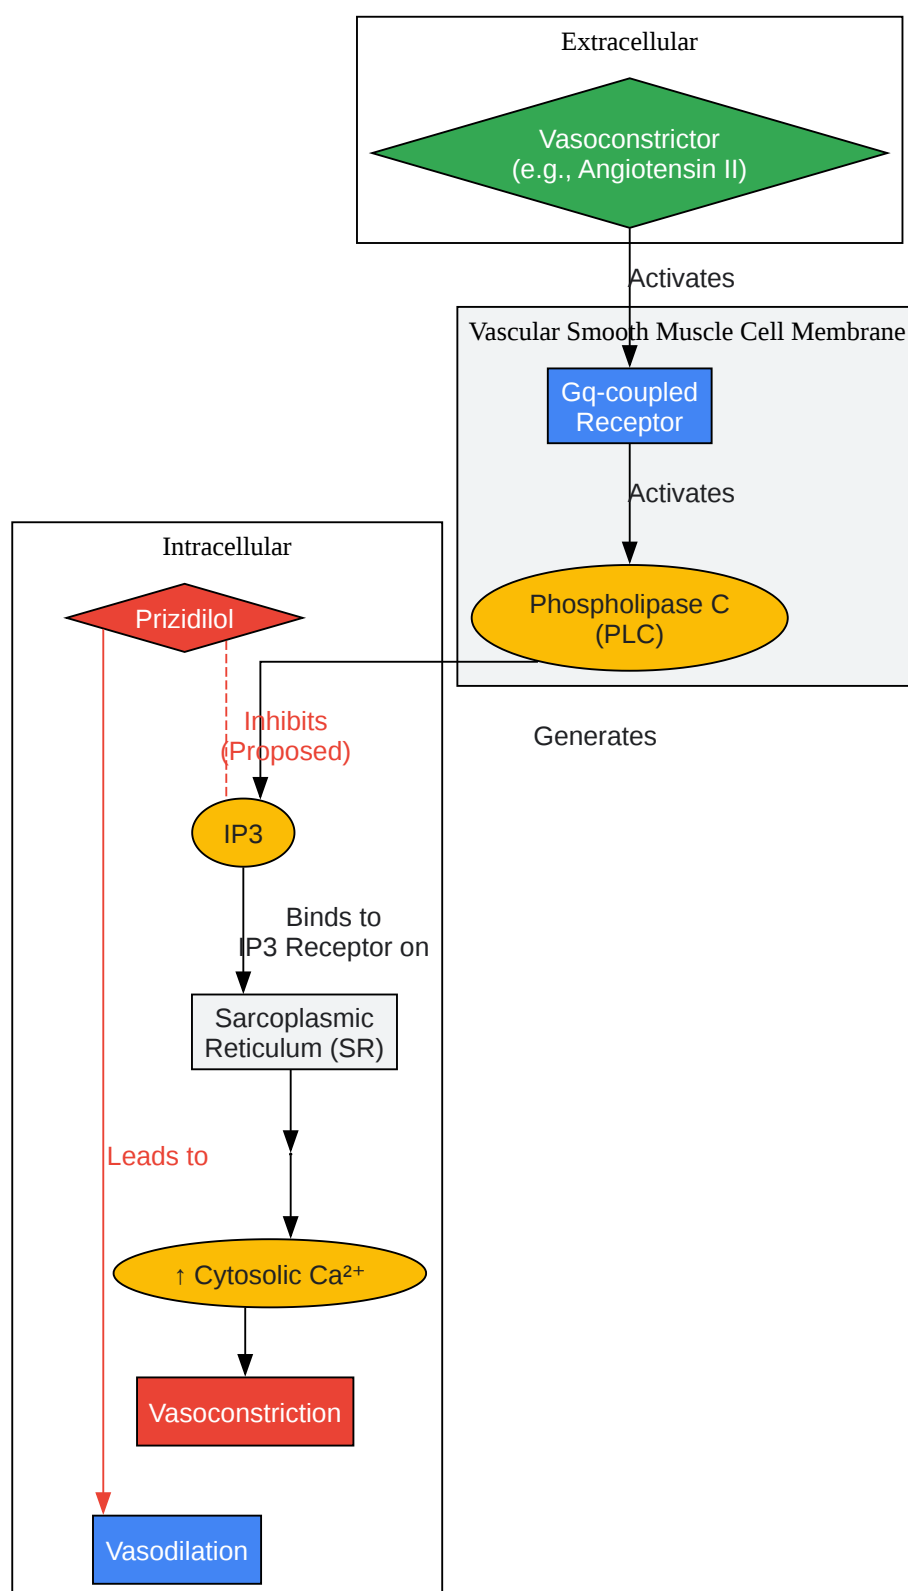 Extracellular
Vasoconstrictor
(e.g., Angiotensin II)
Activates
Vascular Smooth Muscle Cell Membrane
Gq-coupled
Receptor
Activates
Intracellular
Prizidilol
Phospholipase C
(PLC)
Inhibits
(Proposed)
Generates
IP3
Binds to
IP3 Receptor on
Sarcoplasmic
Reticulum (SR)
Leads to
↑ Cytosolic Ca²⁺
Vasoconstriction
Vasodilation